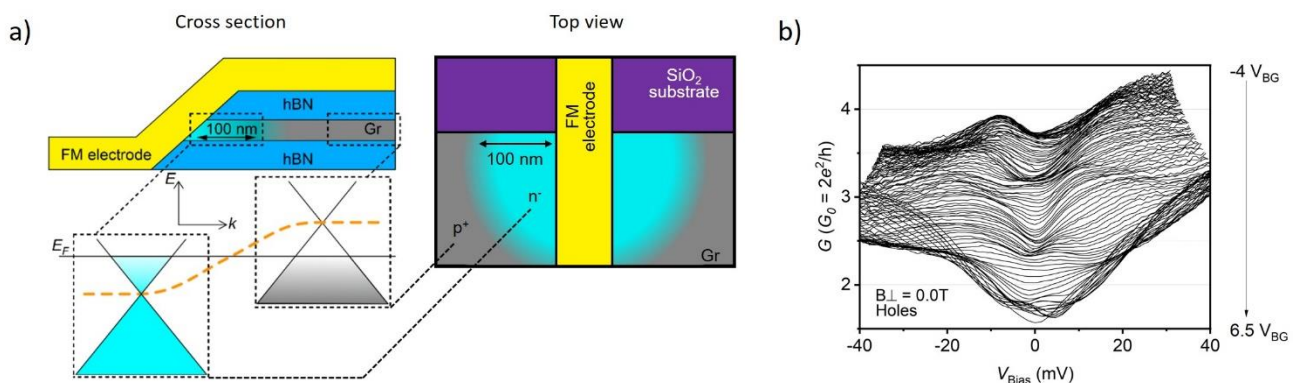 a)
Cross section
hBN
100 nm
Gr
FM electrode
hBN
E
k
E_F
Top view
SiO₂
substrate
FM
electrode
100 nm
n⁻
p⁺
Gr
b)
G (G₀ = 2e²/h)
4
3
2
B⊥ = 0.0T
Holes
-40
-20
0
20
40
V_Bias (mV)
-4 V_BG
6.5 V_BG